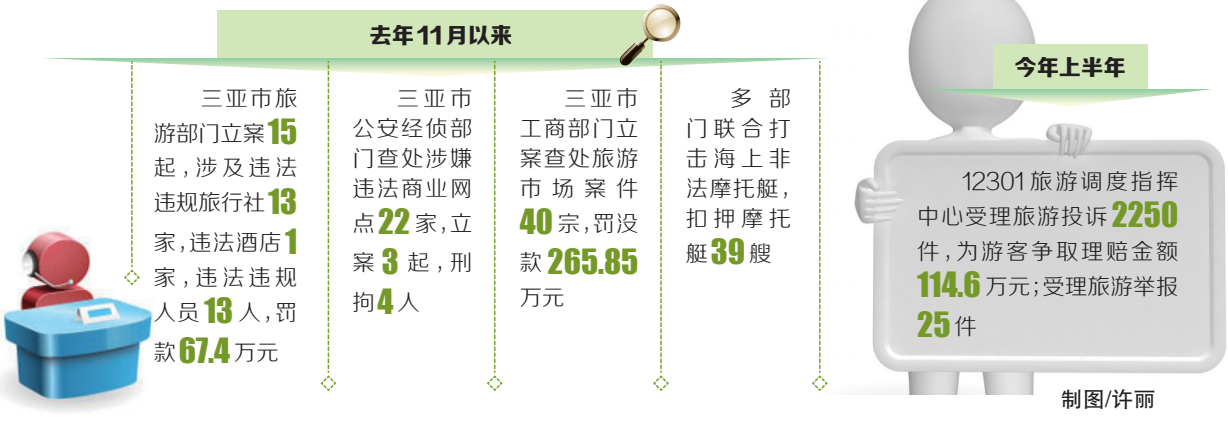 去年11月以来
三亚市旅
游部门立案15
起,涉及违法
违规旅行社13
家,违法酒店1
家,违法违规
人员13人,罚
款67.4万元
三亚市
公安经侦部
门查处涉嫌
违法商业网
点22家,立
案3起,刑
拘4人
三亚市
工商部门立
案查处旅游
市场案件
40宗,罚没
款265.85
万元
多部
门联合打
击海上非
法摩托艇,
扣押摩托
艇39艘
今年上半年
12301旅游调度指挥
中心受理旅游投诉2250
件,为游客争取理赔金额
114.6万元;受理旅游举报
25件
制图/许丽